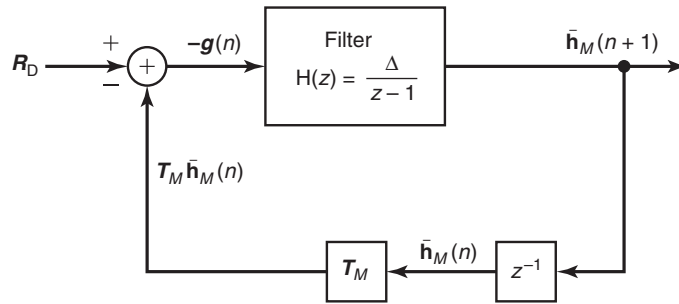 +
R_D
−
+
−g(n)
Filter
H(z) = Δ / (z − 1)
h̄_M(n + 1)
T_M h̄_M(n)
T_M
h̄_M(n)
z⁻¹